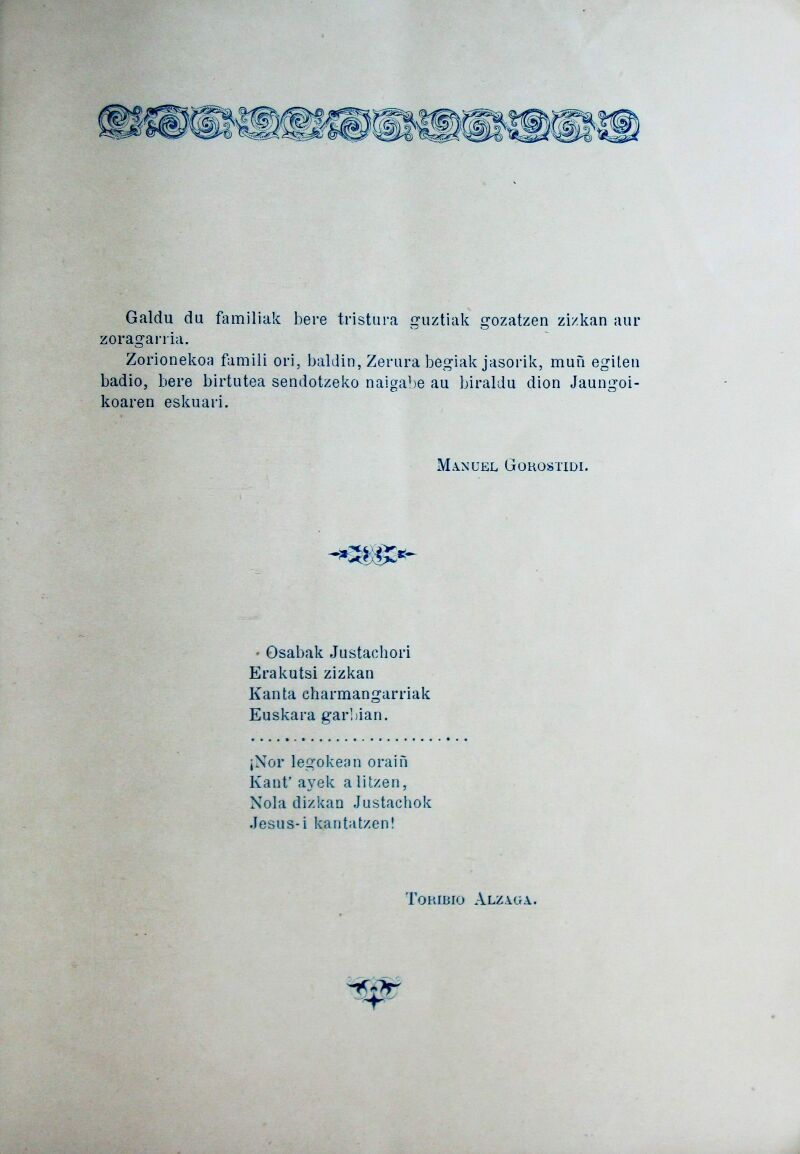 Galdu du familiak bere tristura guztiak gozatzen zizkan aur
zoragarria.
Zorionekoa famili ori, baldin, Zerura begiak jasorik, muñ egiten
badio, bere birtutea sendotzeko naigabe au biraldu dion Jaungoi-
koaren eskuari.
MANUEL GOROSTIDI.
Osabak Justachori
Erakutsi zizkan
Kanta charmangarriak
Euskara garbian.
..........................
¡Nor legokean oraiñ
Kant' ayek alitzen,
Nola dizkan Justachok
Jesus-i kantatzen!
TORIBIO ALZAGA.